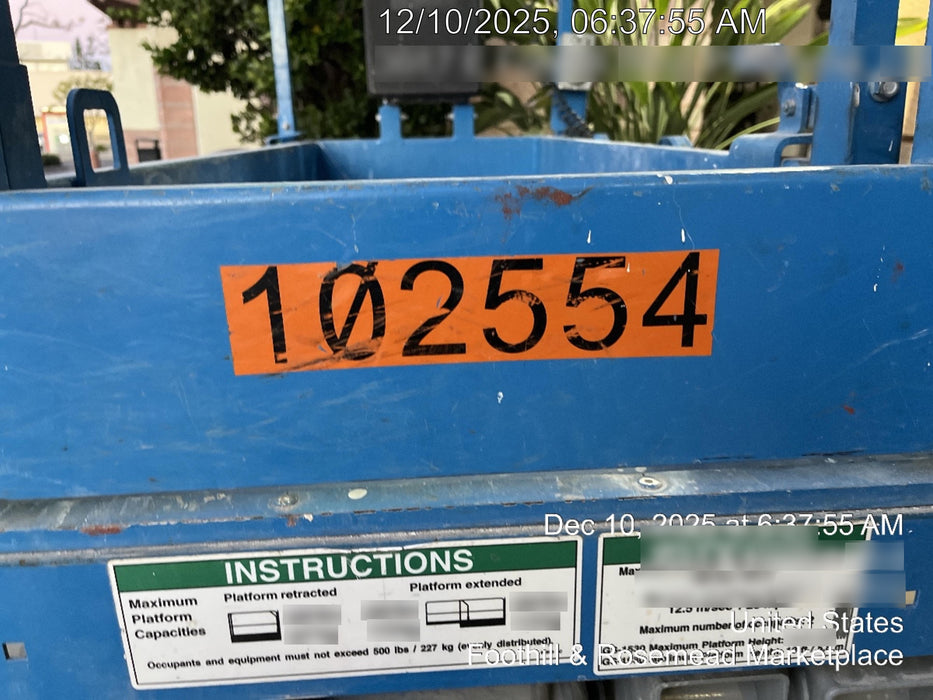 12/10/2025, 06:37:55 AM
102554
Dec 10, 2025 at 6:37:55 AM
INSTRUCTIONS
Maximum Platform Capacities
Platform retracted
Platform extended
Occupants and equipment must not exceed 500 lbs / 227 kg (evenly distributed).
12.5 m/sec
Maximum number of
Maximum Platform Height:
United States
Foothill & Rosemead Marketplace